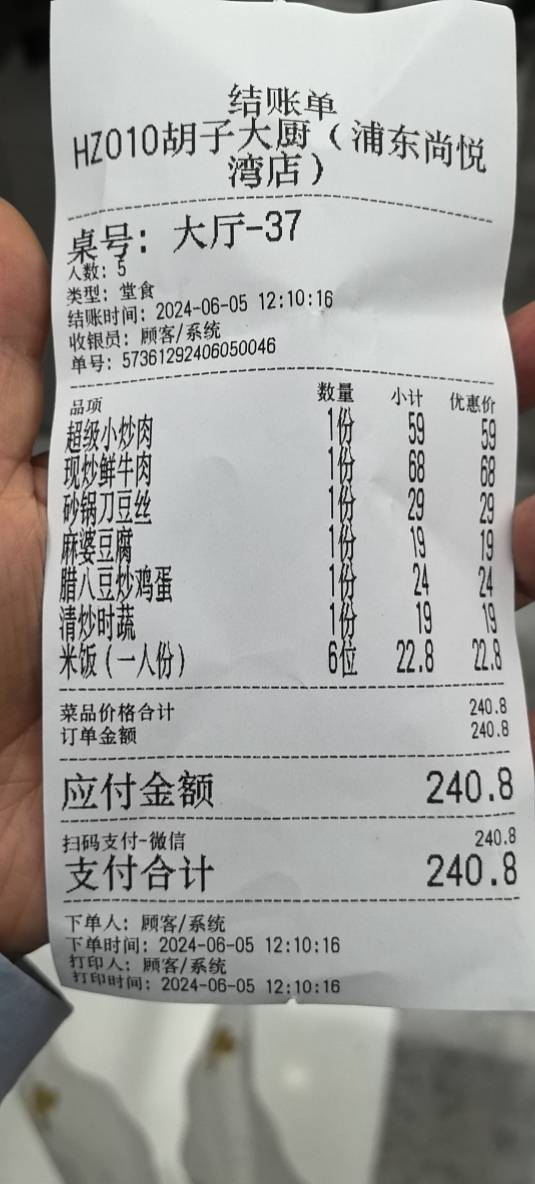 结账单
HZ010胡子大厨（浦东尚悦
湾店）
桌号：大厅-37
人数：5
类型：堂食
结账时间：2024-06-05 12:10:16
收银员：顾客/系统
单号：57361292406050046
品项 数量 小计 优惠价
超级小炒肉 1份 59 59
现炒鲜牛肉 1份 68 68
砂锅刀豆丝 1份 29 29
麻婆豆腐 1份 19 19
腊八豆炒鸡蛋 1份 24 24
清炒时蔬 1份 19 19
米饭（一人份） 6位 22.8 22.8
菜品价格合计 240.8
订单金额 240.8
应付金额 240.8
扫码支付-微信 240.8
支付合计 240.8
下单人：顾客/系统
下单时间：2024-06-05 12:10:16
打印人：顾客/系统
打印时间：2024-06-05 12:10:16